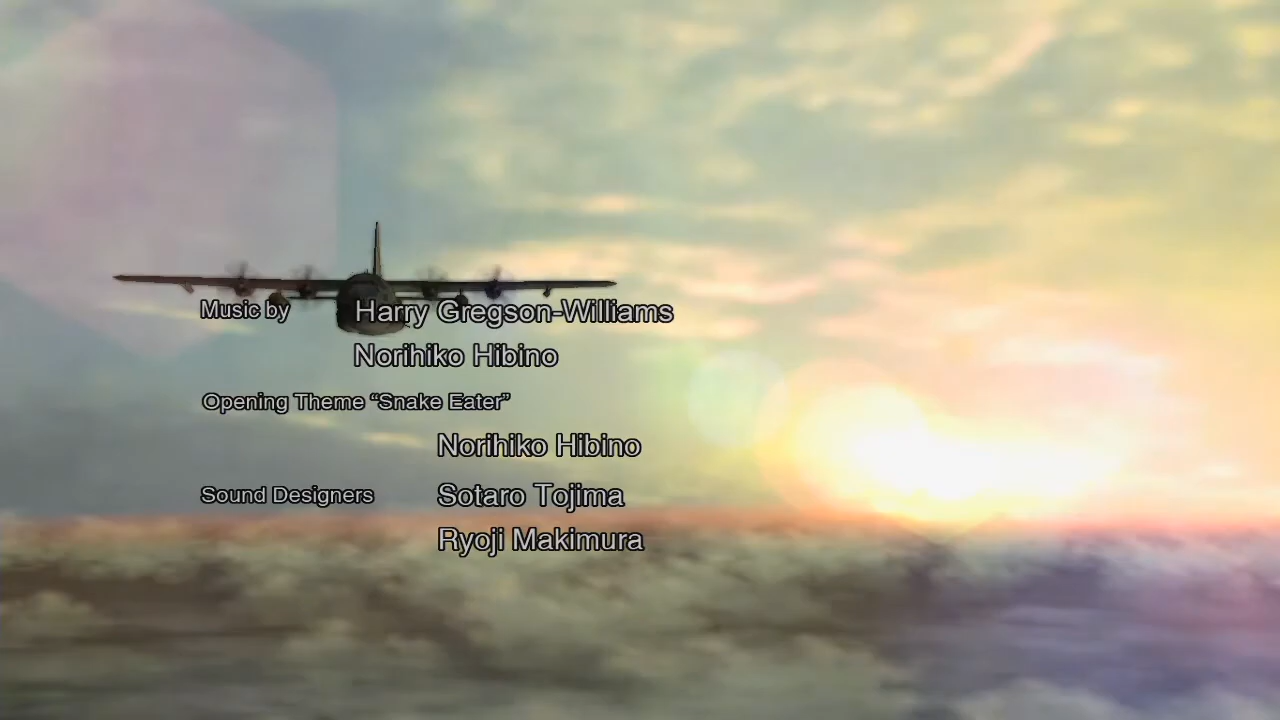 Music by Harry Gregson-Williams
Norihiko Hibino
Opening Theme “Snake Eater”
Norihiko Hibino
Sound Designers Sotaro Tojima
Ryoji Makimura